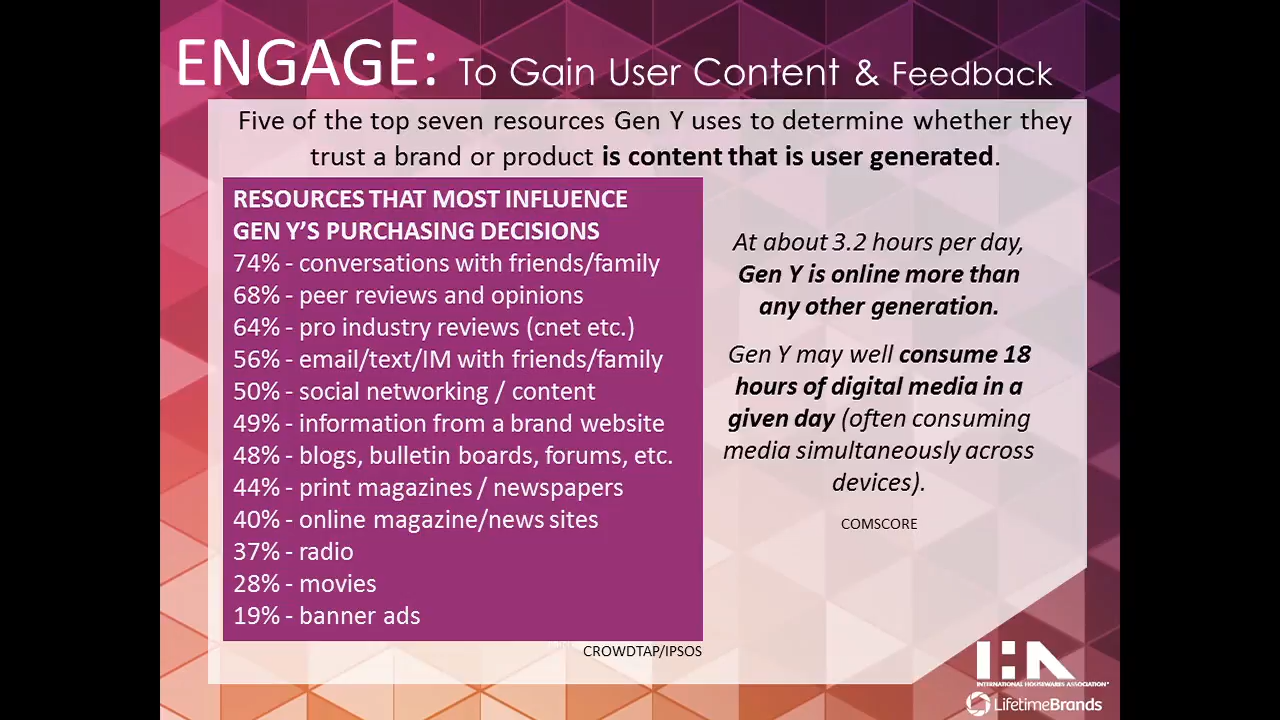 ENGAGE: To Gain User Content & Feedback
Five of the top seven resources Gen Y uses to determine whether they
trust a brand or product is content that is user generated.
RESOURCES THAT MOST INFLUENCE
GEN Y'S PURCHASING DECISIONS
74% - conversations with friends/family
68% - peer reviews and opinions
64% - pro industry reviews (cnet etc.)
56% - email/text/IM with friends/family
50% - social networking / content
49% - information from a brand website
48% - blogs, bulletin boards, forums, etc.
44% - print magazines / newspapers
40% - online magazine/news sites
37% - radio
28% - movies
19% - banner ads
CROWDTAP/IPSOS
At about 3.2 hours per day,
Gen Y is online more than
any other generation.
Gen Y may well consume 18
hours of digital media in a
given day (often consuming
media simultaneously across
devices).
COMSCORE
IHA
INTERNATIONAL HOUSEWARES ASSOCIATION
LifetimeBrands